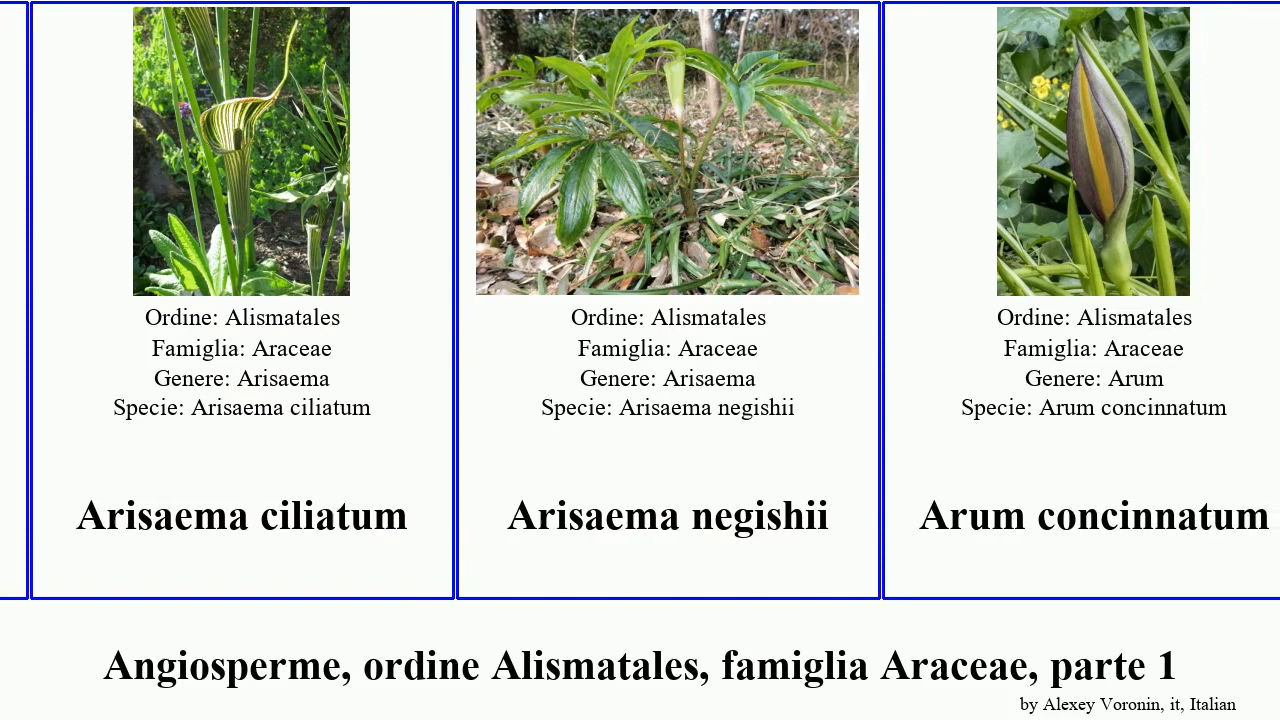 Ordine: Alismatales
Famiglia: Araceae
Genere: Arisaema
Specie: Arisaema ciliatum
Arisaema ciliatum
Ordine: Alismatales
Famiglia: Araceae
Genere: Arisaema
Specie: Arisaema negishii
Arisaema negishii
Ordine: Alismatales
Famiglia: Araceae
Genere: Arum
Specie: Arum concinnatum
Arum concinnatum
Angiosperme, ordine Alismatales, famiglia Araceae, parte 1
by Alexey Voronin, it, Italian